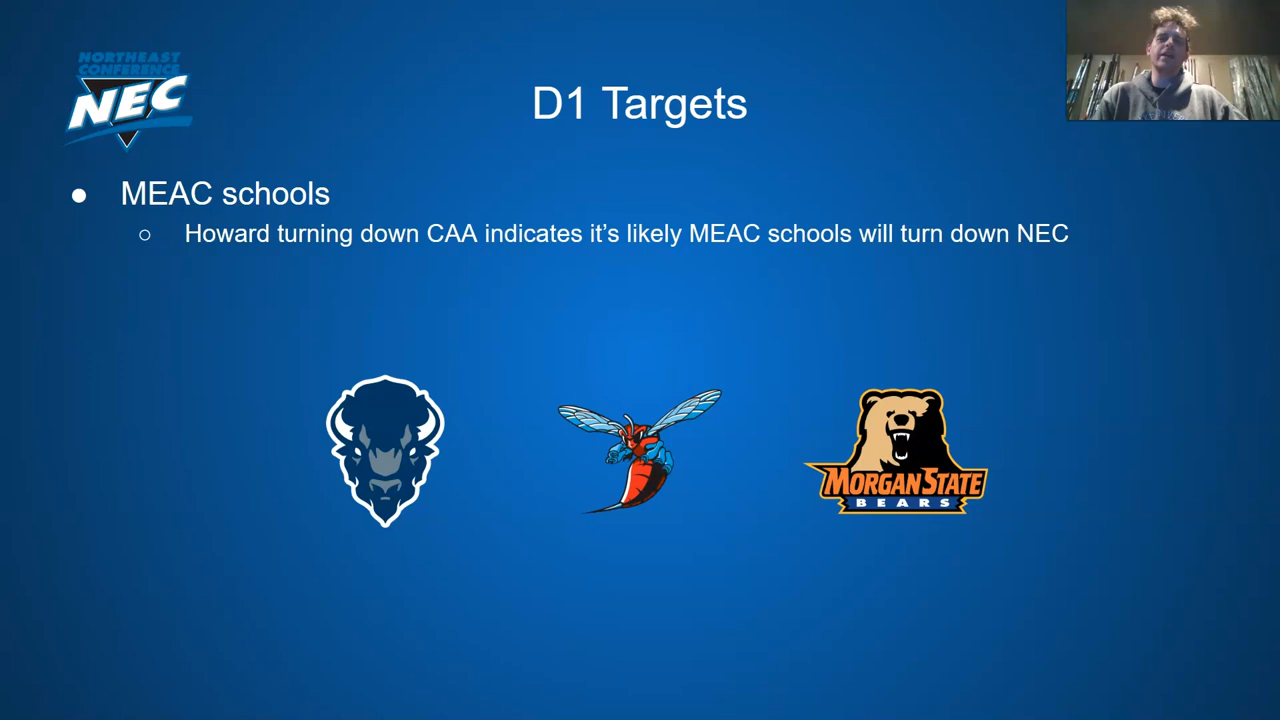 NORTHEAST
CONFERENCE
NEC
D1 Targets
● MEAC schools
○ Howard turning down CAA indicates it's likely MEAC schools will turn down NEC
MORGAN STATE
BEARS